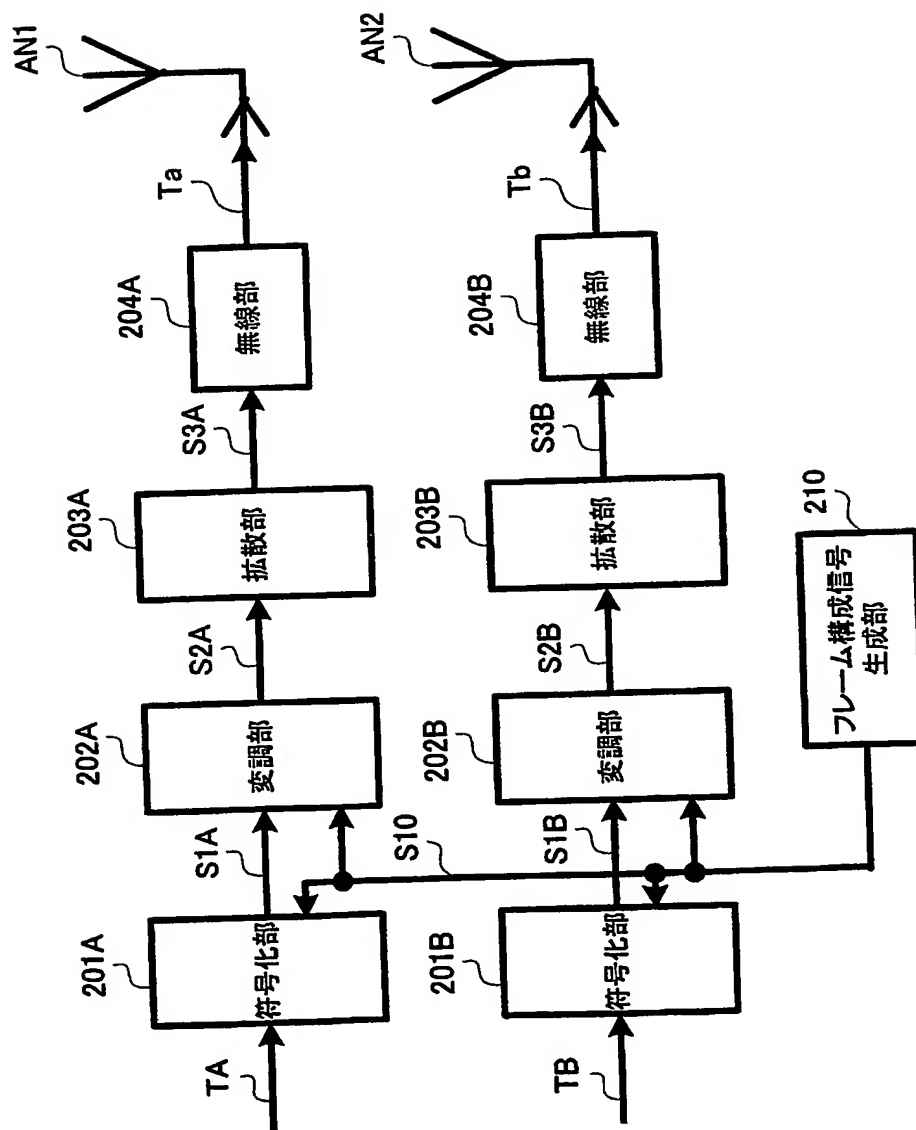 AN1
Ta
204A
無線部
S3A
203A
拡散部
S2A
202A
変調部
S1A
201A
符号化部
TA
AN2
Tb
204B
無線部
S3B
203B
拡散部
S2B
202B
変調部
S1B
S10
201B
符号化部
TB
210
フレーム構成信号
生成部